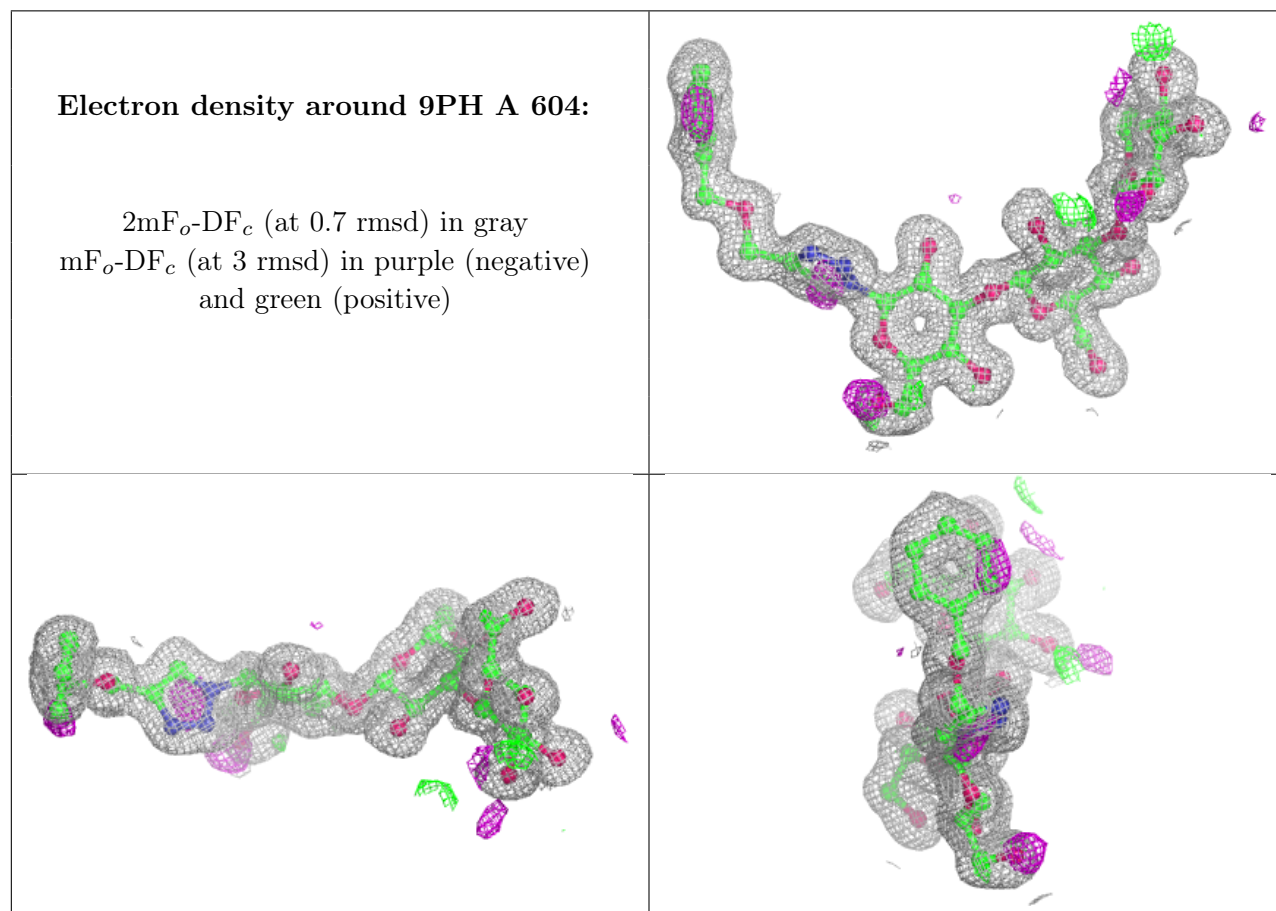 Electron density around 9PH A 604:
2mFo-DFc (at 0.7 rmsd) in gray
mFo-DFc (at 3 rmsd) in purple (negative)
and green (positive)